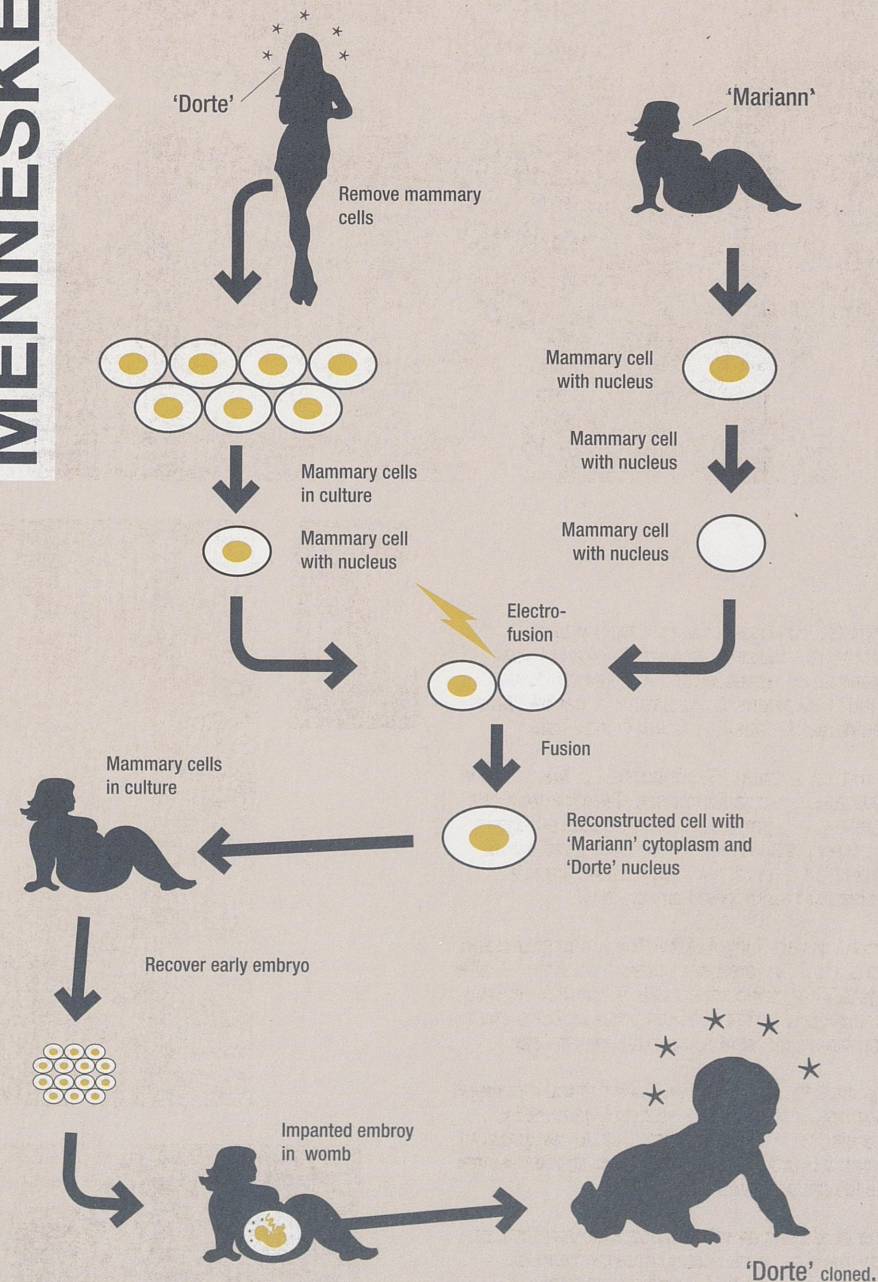 MENNESKE
‘Dorte’
‘Mariann’
Remove mammary
cells
Mammary cell
with nucleus
Mammary cell
with nucleus
Mammary cells
in culture
Mammary cell
with nucleus
Mammary cell
with nucleus
Electro-
fusion
Fusion
Mammary cells
in culture
Reconstructed cell with
‘Mariann’ cytoplasm and
‘Dorte’ nucleus
Recover early embryo
Impanted embroy
in womb
‘Dorte’ cloned.